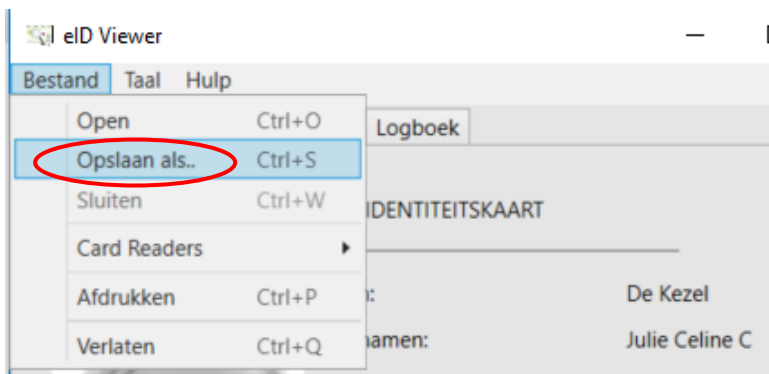 eID Viewer
Bestand Taal Hulp
Open Ctrl+O
Logboek
Opslaan als.. Ctrl+S
Sluiten Ctrl+W
IDENTITEITSKAART
Card Readers
Afdrukken Ctrl+P
De Kezel
Verlaten Ctrl+Q
namen:
Julie Celine C